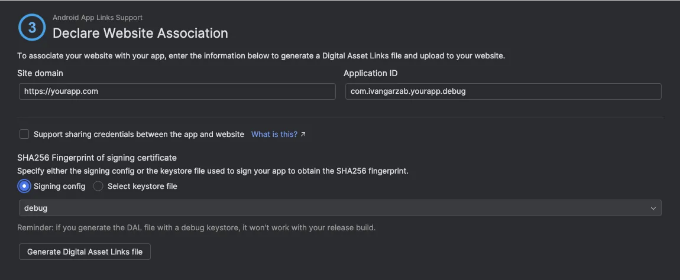 3
Android App Links Support
Declare Website Association
To associate your website with your app, enter the information below to generate a Digital Asset Links file and upload to your website.
Site domain
Application ID
https://yourapp.com
com.ivangarzab.yourapp.debug
Support sharing credentials between the app and website What is this? ↗
SHA256 Fingerprint of signing certificate
Specify either the signing config or the keystore file used to sign your app to obtain the SHA256 fingerprint.
Signing config Select keystore file
debug
Reminder: if you generate the DAL file with a debug keystore, it won't work with your release build.
Generate Digital Asset Links file